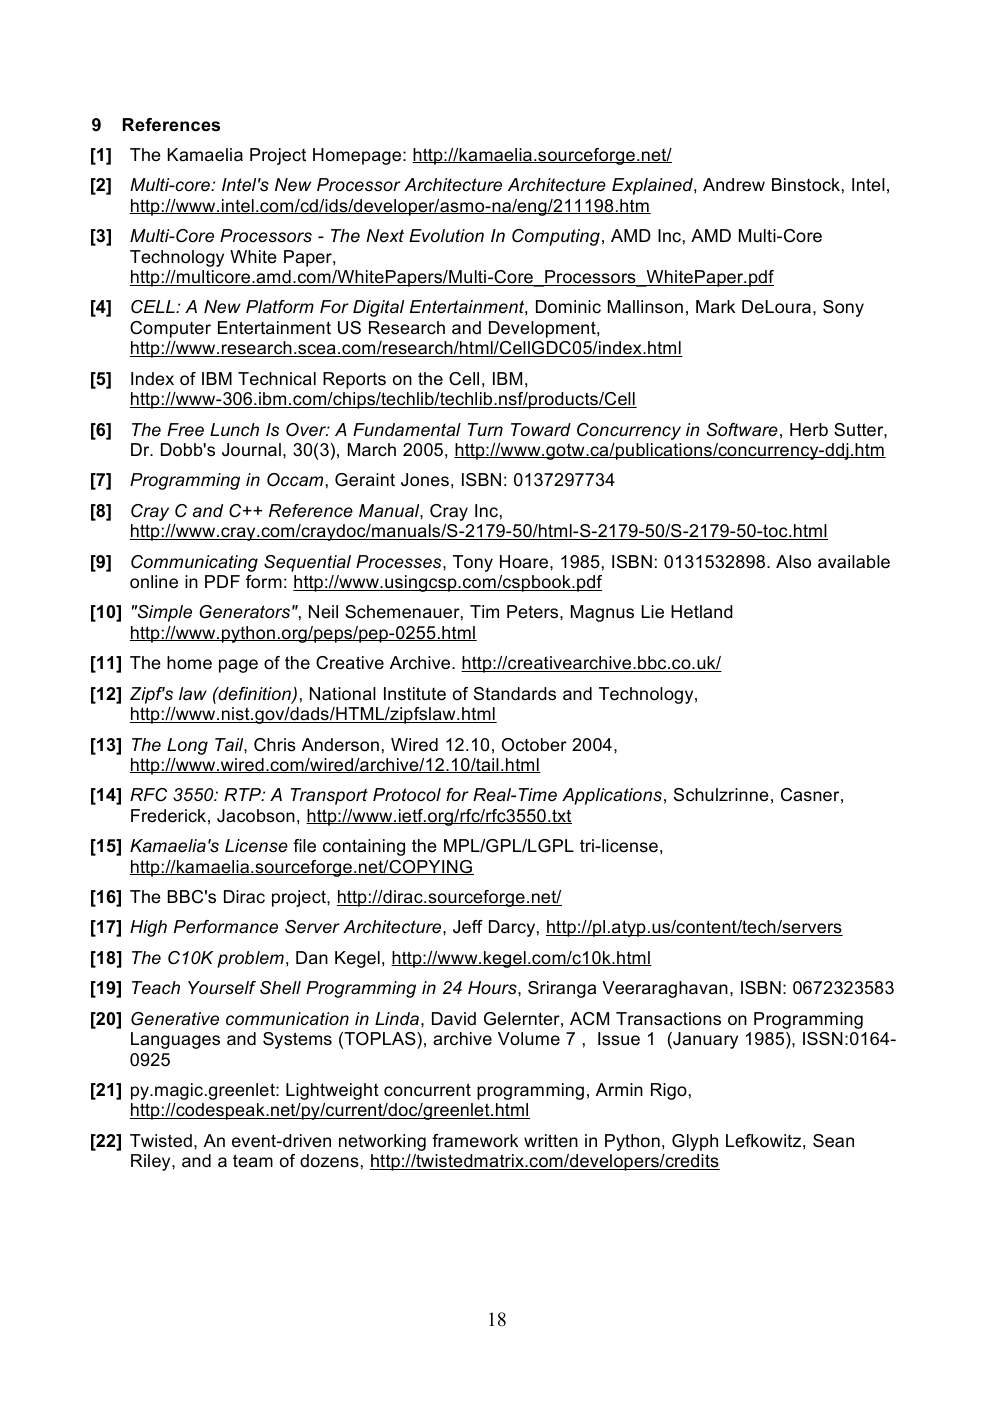 9 References
[1] The Kamaelia Project Homepage: http://kamaelia.sourceforge.net/
[2] Multi-core: Intel's New Processor Architecture Architecture Explained, Andrew Binstock, Intel,
http://www.intel.com/cd/ids/developer/asmo-na/eng/211198.htm
[3] Multi-Core Processors - The Next Evolution In Computing, AMD Inc, AMD Multi-Core
Technology White Paper,
http://multicore.amd.com/WhitePapers/Multi-Core_Processors_WhitePaper.pdf
[4] CELL: A New Platform For Digital Entertainment, Dominic Mallinson, Mark DeLoura, Sony
Computer Entertainment US Research and Development,
http://www.research.scea.com/research/html/CellGDC05/index.html
[5] Index of IBM Technical Reports on the Cell, IBM,
http://www-306.ibm.com/chips/techlib/techlib.nsf/products/Cell
[6] The Free Lunch Is Over: A Fundamental Turn Toward Concurrency in Software, Herb Sutter,
Dr. Dobb's Journal, 30(3), March 2005, http://www.gotw.ca/publications/concurrency-ddj.htm
[7] Programming in Occam, Geraint Jones, ISBN: 0137297734
[8] Cray C and C++ Reference Manual, Cray Inc,
http://www.cray.com/craydoc/manuals/S-2179-50/html-S-2179-50/S-2179-50-toc.html
[9] Communicating Sequential Processes, Tony Hoare, 1985, ISBN: 0131532898. Also available
online in PDF form: http://www.usingcsp.com/cspbook.pdf
[10] "Simple Generators", Neil Schemenauer, Tim Peters, Magnus Lie Hetland
http://www.python.org/peps/pep-0255.html
[11] The home page of the Creative Archive. http://creativearchive.bbc.co.uk/
[12] Zipf's law (definition), National Institute of Standards and Technology,
http://www.nist.gov/dads/HTML/zipfslaw.html
[13] The Long Tail, Chris Anderson, Wired 12.10, October 2004,
http://www.wired.com/wired/archive/12.10/tail.html
[14] RFC 3550: RTP: A Transport Protocol for Real-Time Applications, Schulzrinne, Casner,
Frederick, Jacobson, http://www.ietf.org/rfc/rfc3550.txt
[15] Kamaelia's License file containing the MPL/GPL/LGPL tri-license,
http://kamaelia.sourceforge.net/COPYING
[16] The BBC's Dirac project, http://dirac.sourceforge.net/
[17] High Performance Server Architecture, Jeff Darcy, http://pl.atyp.us/content/tech/servers
[18] The C10K problem, Dan Kegel, http://www.kegel.com/c10k.html
[19] Teach Yourself Shell Programming in 24 Hours, Sriranga Veeraraghavan, ISBN: 0672323583
[20] Generative communication in Linda, David Gelernter, ACM Transactions on Programming
Languages and Systems (TOPLAS), archive Volume 7 , Issue 1 (January 1985), ISSN:0164-
0925
[21] py.magic.greenlet: Lightweight concurrent programming, Armin Rigo,
http://codespeak.net/py/current/doc/greenlet.html
[22] Twisted, An event-driven networking framework written in Python, Glyph Lefkowitz, Sean
Riley, and a team of dozens, http://twistedmatrix.com/developers/credits
18